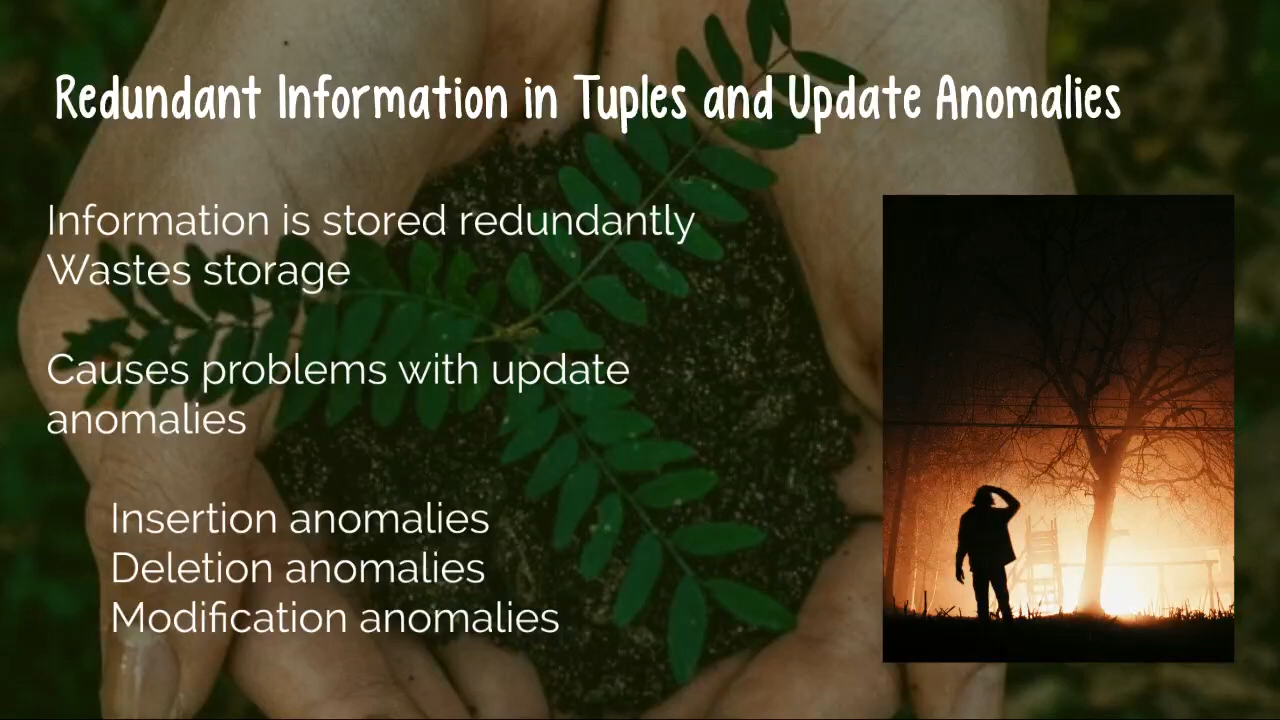 Redundant Information in Tuples and Update Anomalies
Information is stored redundantly
Wastes storage
Causes problems with update
anomalies
Insertion anomalies
Deletion anomalies
Modification anomalies